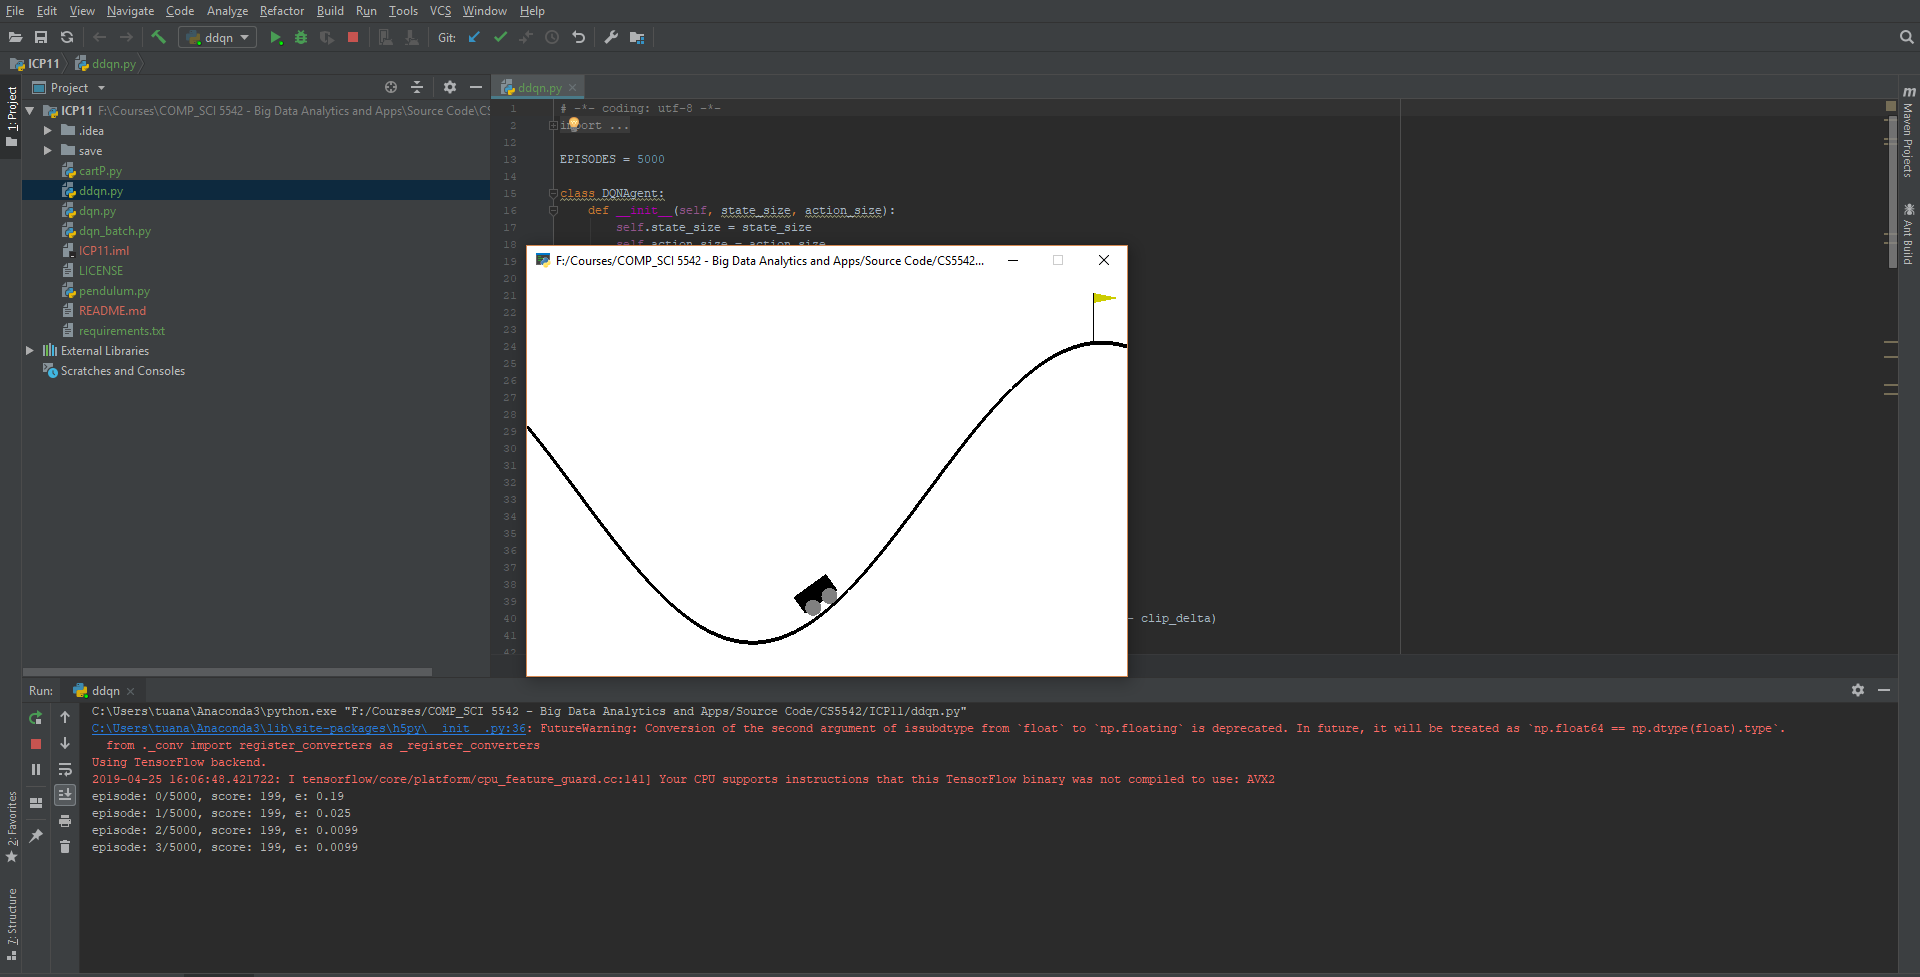 File Edit View Navigate Code Analyze Refactor Build Run Tools VCS Window Help
ddqn Git:
ICP11 ddqn.py
1: Project
Project
ddqn.py
ICP11 F:\Courses\COMP_SCI 5542 - Big Data Analytics and Apps\Source Code\CS
.idea
save
cartP.py
ddqn.py
dqn.py
dqn_batch.py
ICP11.iml
LICENSE
pendulum.py
README.md
requirements.txt
External Libraries
Scratches and Consoles
1 # -*- coding: utf-8 -*-
2 import ...
12
13 EPISODES = 5000
14
15 class DQNAgent:
16 def __init__(self, state_size, action_size):
17 self.state_size = state_size
18 self.action_size = action_size
19
20
21
22
23
24
25
26
27
28
29
30
31
32
33
34
35
36
37
38
39
40 - clip_delta)
41
42
F:/Courses/COMP_SCI 5542 - Big Data Analytics and Apps/Source Code/CS5542...
m Maven Projects
Ant Build
Run: ddqn
C:\Users\tuana\Anaconda3\python.exe "F:/Courses/COMP_SCI 5542 - Big Data Analytics and Apps/Source Code/CS5542/ICP11/ddqn.py"
C:\Users\tuana\Anaconda3\lib\site-packages\h5py\__init__.py:36: FutureWarning: Conversion of the second argument of issubdtype from `float` to `np.floating` is deprecated. In future, it will be treated as `np.float64 == np.dtype(float).type`.
from ._conv import register_converters as _register_converters
Using TensorFlow backend.
2019-04-25 16:06:48.421722: I tensorflow/core/platform/cpu_feature_guard.cc:141] Your CPU supports instructions that this TensorFlow binary was not compiled to use: AVX2
episode: 0/5000, score: 199, e: 0.19
episode: 1/5000, score: 199, e: 0.025
episode: 2/5000, score: 199, e: 0.0099
episode: 3/5000, score: 199, e: 0.0099
2: Favorites
7: Structure